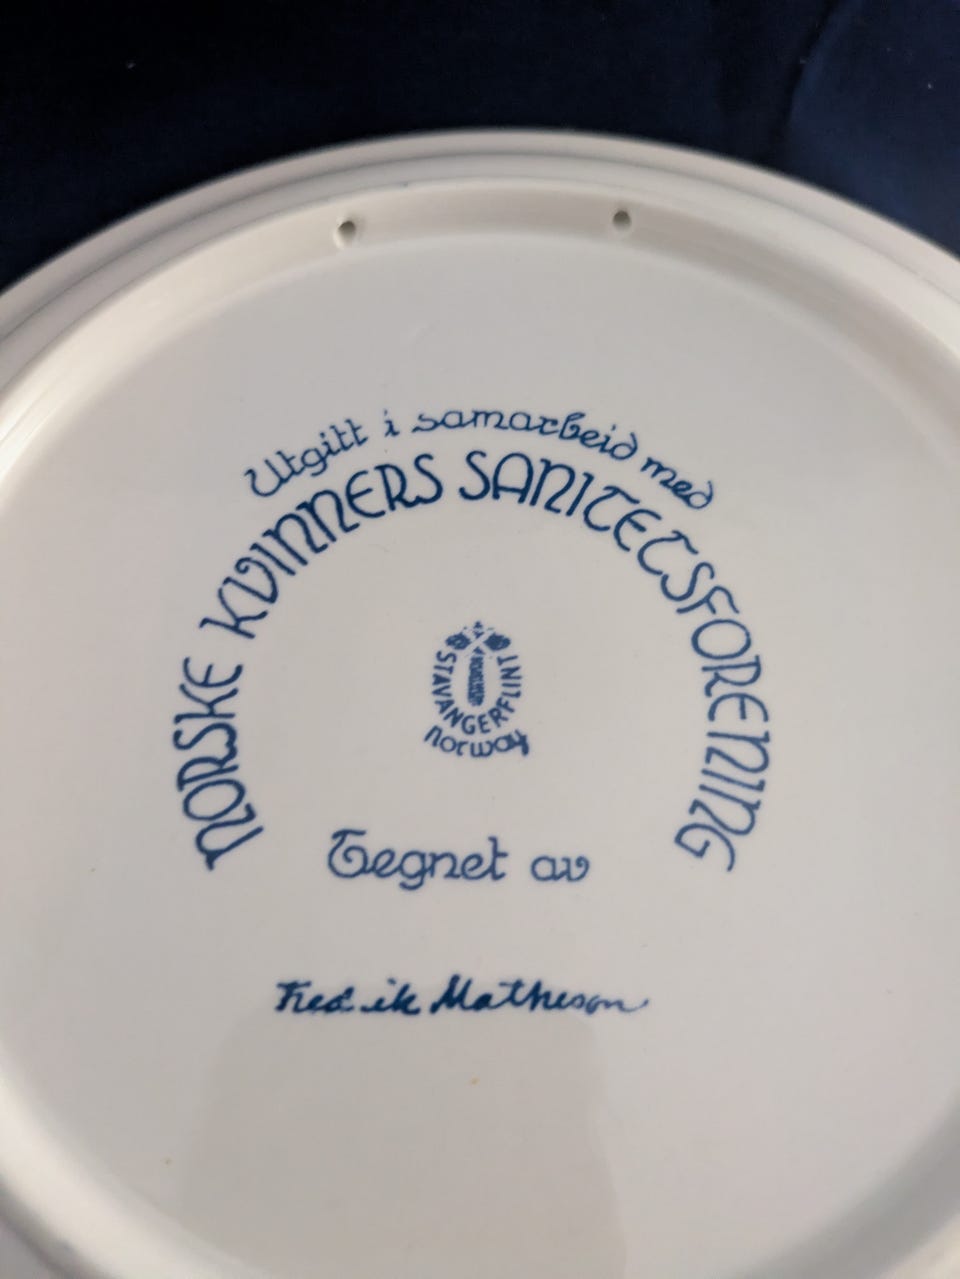 Utgitt i samarbeid med
NORSKE KVINNERS SANITETSFORENING
STAVANGERFLINT
Norway
Tegnet av
Fredrik Matheson